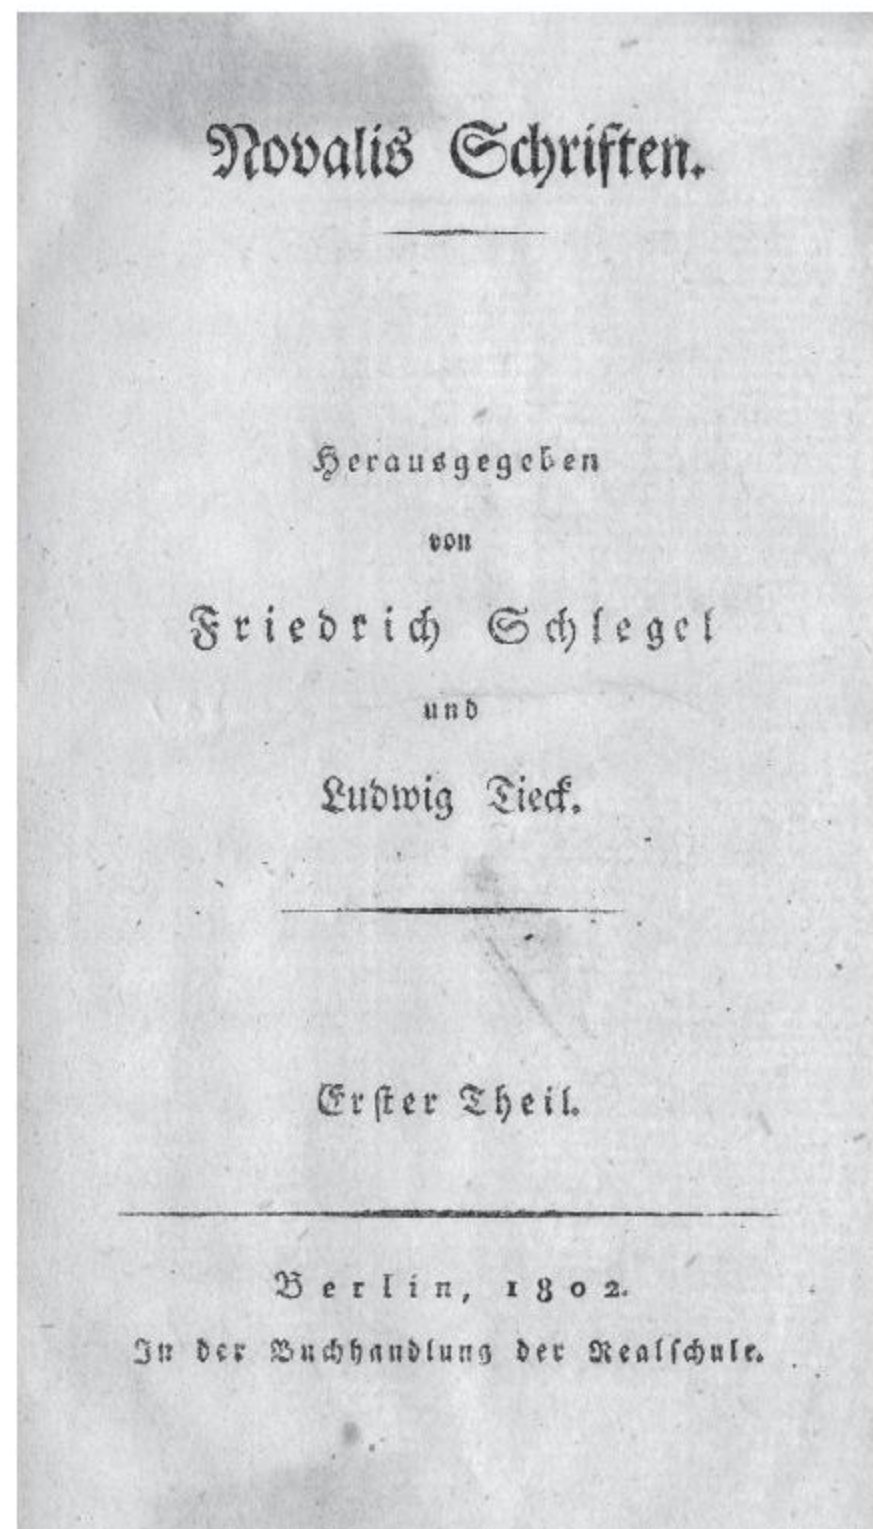 Novalis Schriften.
Herausgegeben
von
Friedrich Schlegel
und
Ludwig Tieck.
Erster Theil.
Berlin, 1802.
In der Buchhandlung der Realschule.